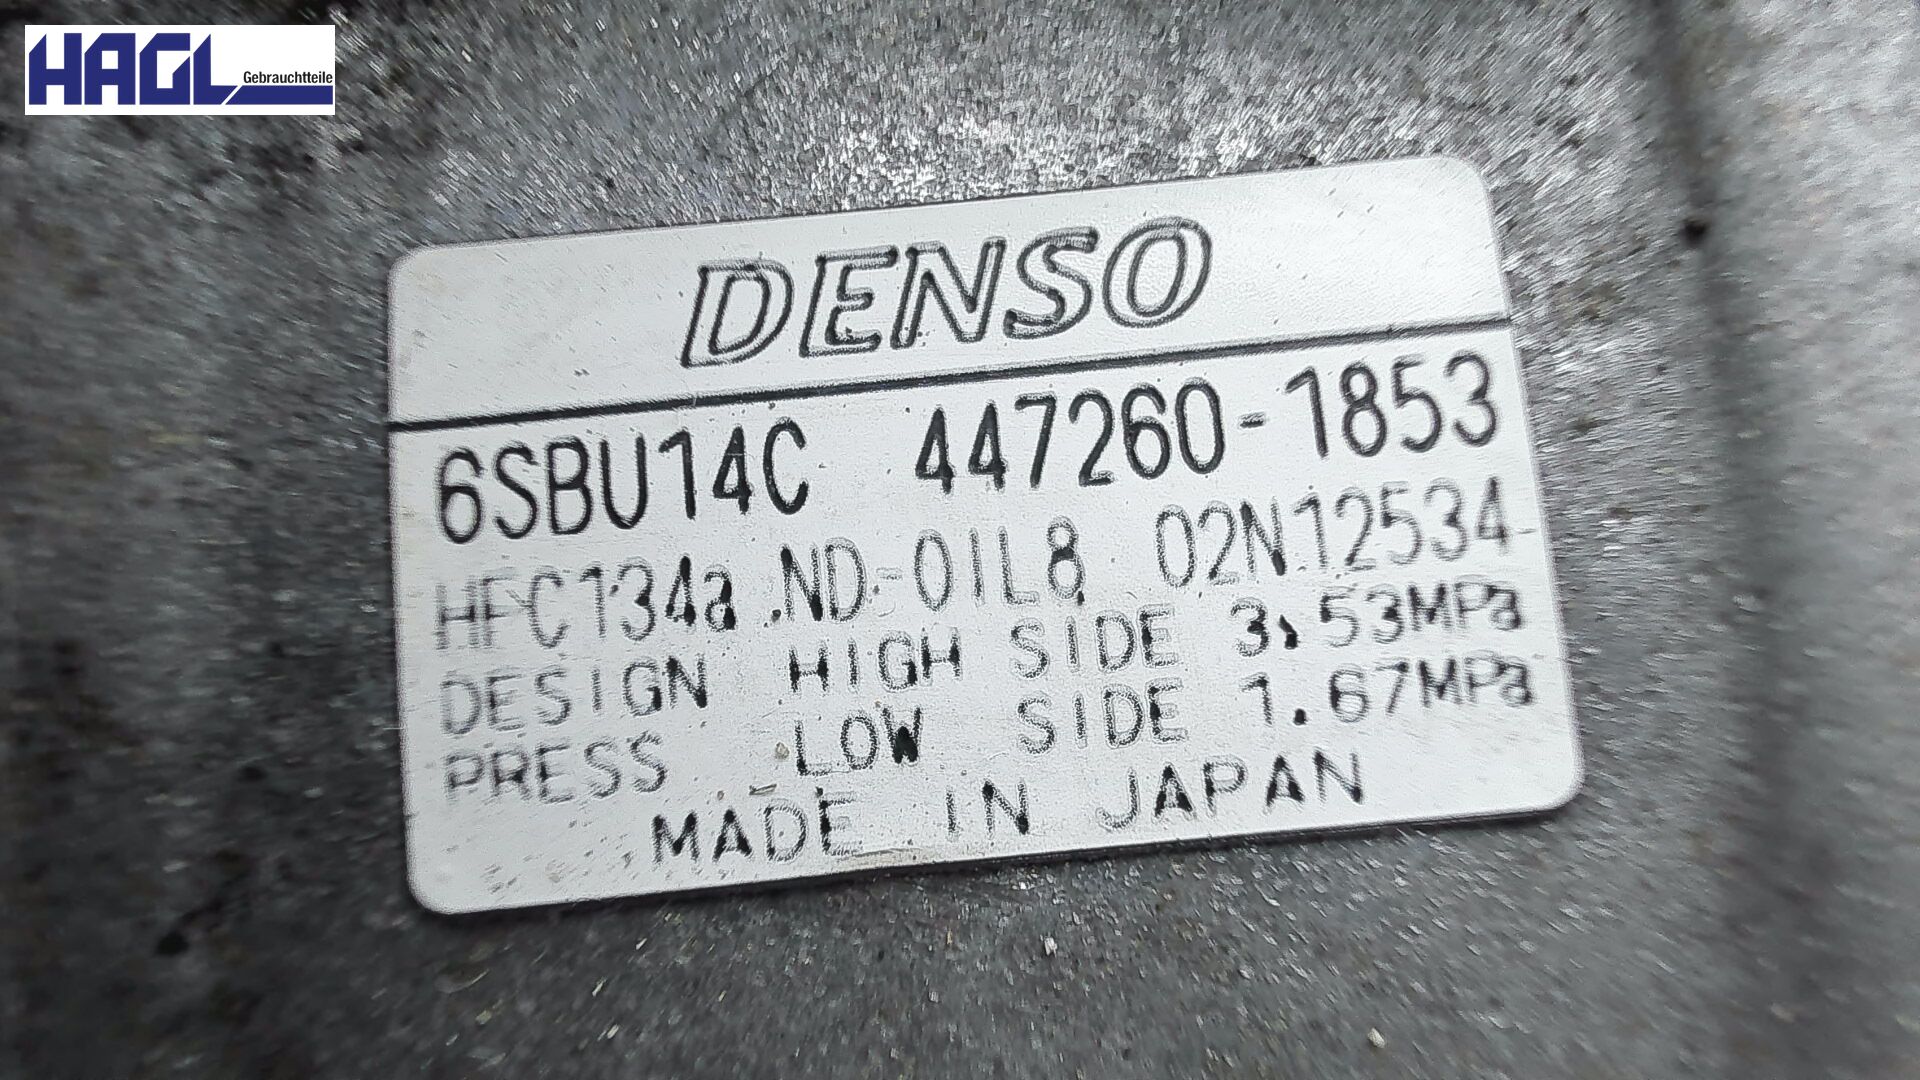 HAGL
Gebrauchtteile
DENSO
6SBU14C 447260-1853
HFC134a ND-OIL8 02N12534
DESIGN HIGH SIDE 3.53MPa
PRESS LOW SIDE 1.67MPa
MADE IN JAPAN